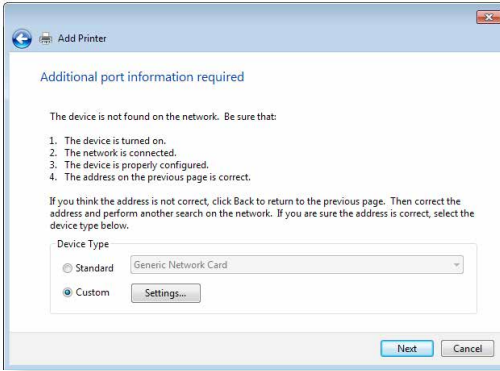 Add Printer
Additional port information required
The device is not found on the network.  Be sure that:
1.  The device is turned on.
2.  The network is connected.
3.  The device is properly configured.
4.  The address on the previous page is correct.
If you think the address is not correct, click Back to return to the previous page.  Then correct the
address and perform another search on the network.  If you are sure the address is correct, select the
device type below.
Device Type
Standard
Generic Network Card
Custom
Settings...
Next
Cancel